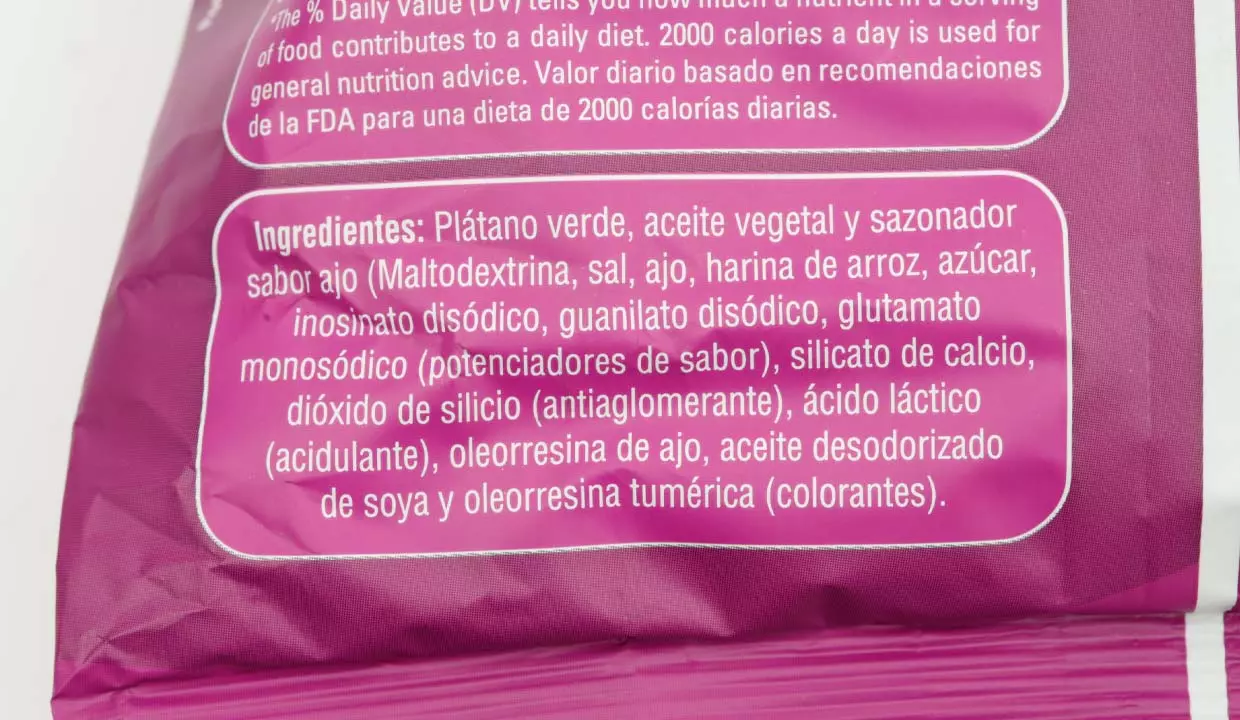 *The % Daily Value (DV) tells you how much a nutrient in a serving
of food contributes to a daily diet. 2000 calories a day is used for
general nutrition advice. Valor diario basado en recomendaciones
de la FDA para una dieta de 2000 calorías diarias.
Ingredientes: Plátano verde, aceite vegetal y sazonador
sabor ajo (Maltodextrina, sal, ajo, harina de arroz, azúcar,
inosinato disódico, guanilato disódico, glutamato
monosódico (potenciadores de sabor), silicato de calcio,
dióxido de silicio (antiaglomerante), ácido láctico
(acidulante), oleorresina de ajo, aceite desodorizado
de soya y oleorresina tumérica (colorantes).